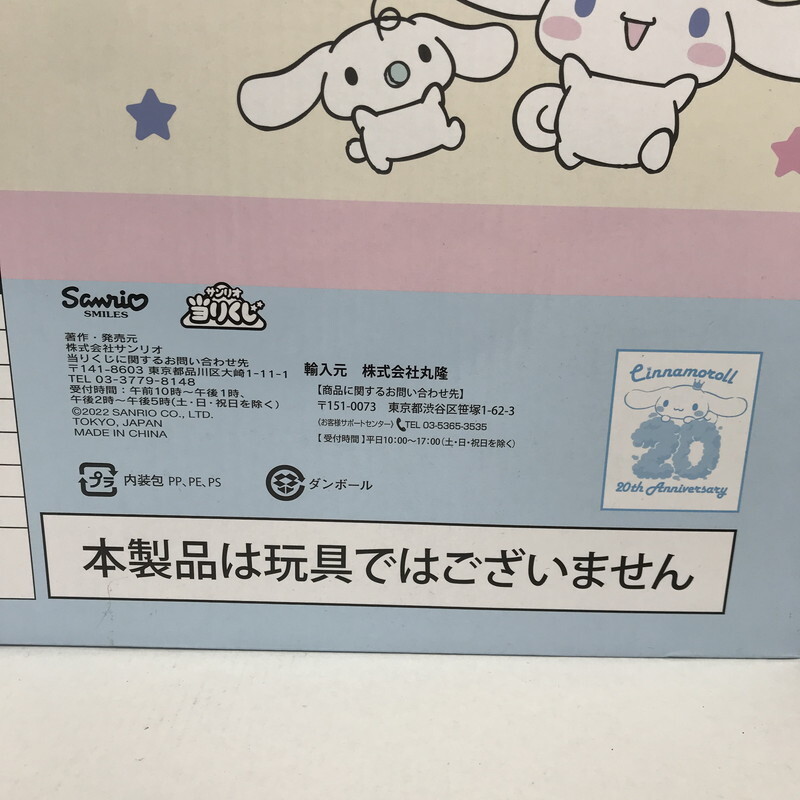 Sanrio
SMILES
サンリオ
当りくじ
著作・発売元
株式会社サンリオ
当りくじに関するお問い合わせ先
〒141-8603 東京都品川区大崎1-11-1
TEL 03-3779-8148
受付時間：午前10時～午後1時、
午後2時～午後5時(土・日・祝日を除く)
©2022 SANRIO CO., LTD.
TOKYO, JAPAN
MADE IN CHINA
輸入元 株式会社丸隆
【商品に関するお問い合わせ先】
〒151-0073 東京都渋谷区笹塚1-62-3
(お客様サポートセンター) TEL 03-5365-3535
【受付時間】平日10:00～17:00(土・日・祝日を除く)
Cinnamoroll
20
20th Anniversary
プラ 内装包 PP、PE、PS
ダンボール
本製品は玩具ではございません